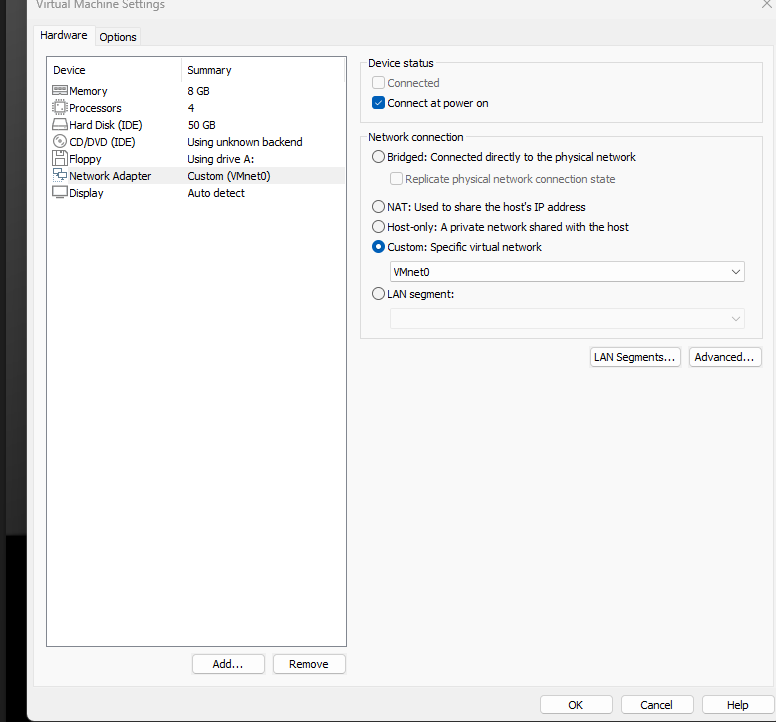 Virtual Machine Settings
Hardware Options
Device Summary
Memory 8 GB
Processors 4
Hard Disk (IDE) 50 GB
CD/DVD (IDE) Using unknown backend
Floppy Using drive A:
Network Adapter Custom (VMnet0)
Display Auto detect
Add... Remove
Device status
Connected
Connect at power on
Network connection
Bridged: Connected directly to the physical network
Replicate physical network connection state
NAT: Used to share the host's IP address
Host-only: A private network shared with the host
Custom: Specific virtual network
VMnet0
LAN segment:
LAN Segments... Advanced...
OK Cancel Help